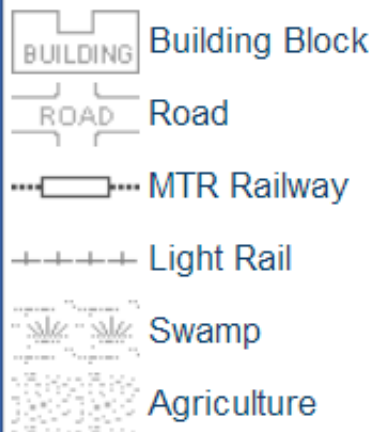 BUILDING Building Block
ROAD Road
MTR Railway
Light Rail
Swamp
Agriculture